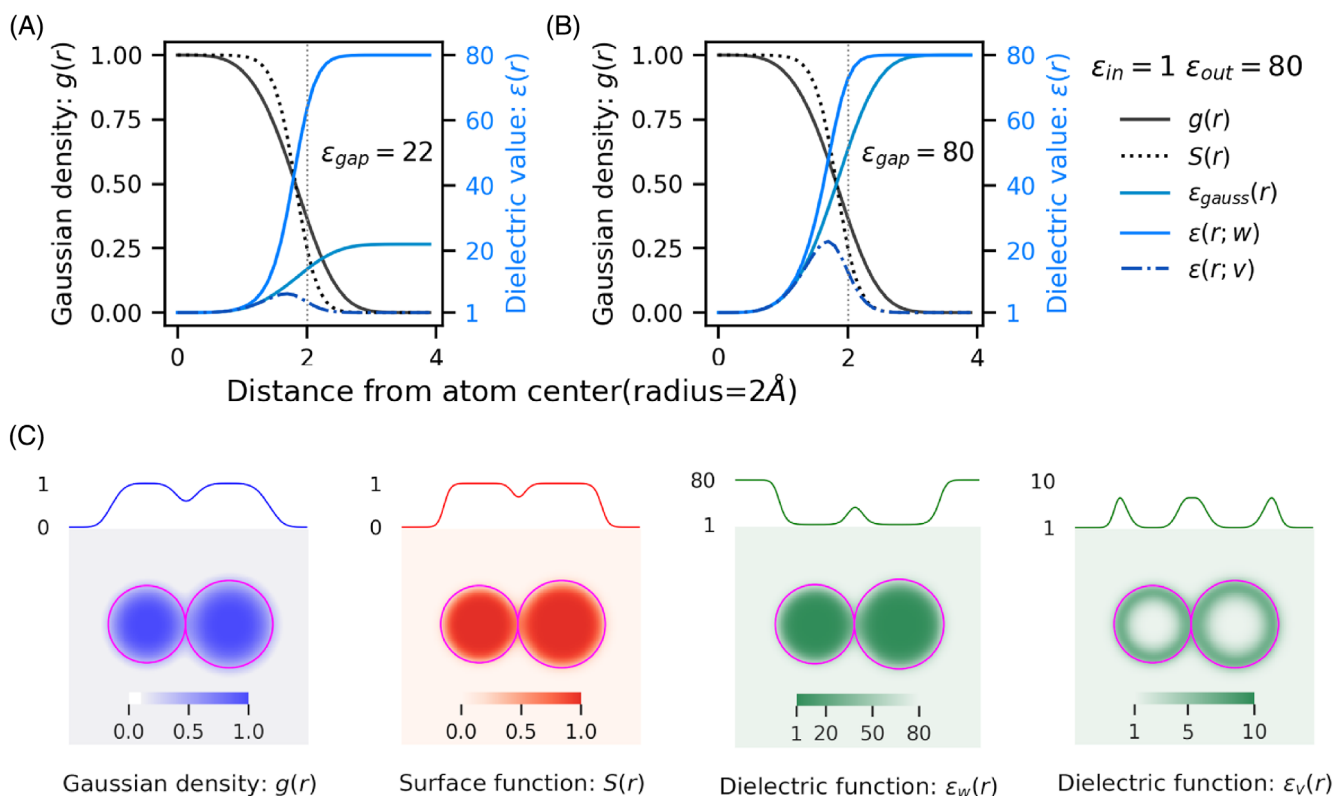 (A)
(B)
Gaussian density: g(r)
1.00
0.75
0.50
0.25
0.00
0
2
4
80
60
40
20
1
Dielectric value: ε(r)
ε_gap = 22
Gaussian density: g(r)
1.00
0.75
0.50
0.25
0.00
0
2
4
80
60
40
20
1
Dielectric value: ε(r)
ε_gap = 80
ε_in = 1 ε_out = 80
g(r)
S(r)
ε_gauss(r)
ε(r; w)
ε(r; v)
Distance from atom center(radius=2Å)
(C)
1
0
0.0 0.5 1.0
Gaussian density: g(r)
1
0
0.0 0.5 1.0
Surface function: S(r)
80
1
1 20 50 80
Dielectric function: ε_w(r)
10
1
1 5 10
Dielectric function: ε_v(r)